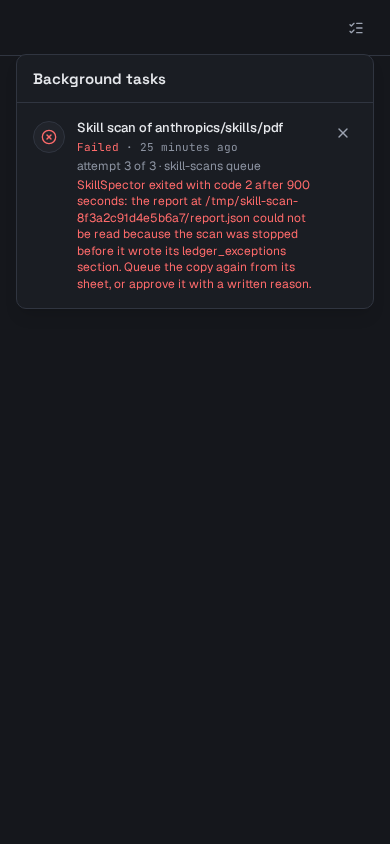 Background tasks
Skill scan of anthropics/skills/pdf
Failed · 25 minutes ago
attempt 3 of 3 · skill-scans queue
SkillSpector exited with code 2 after 900
seconds: the report at /tmp/skill-scan-
8f3a2c91d4e5b6a7/report.json could not
be read because the scan was stopped
before it wrote its ledger_exceptions
section. Queue the copy again from its
sheet, or approve it with a written reason.